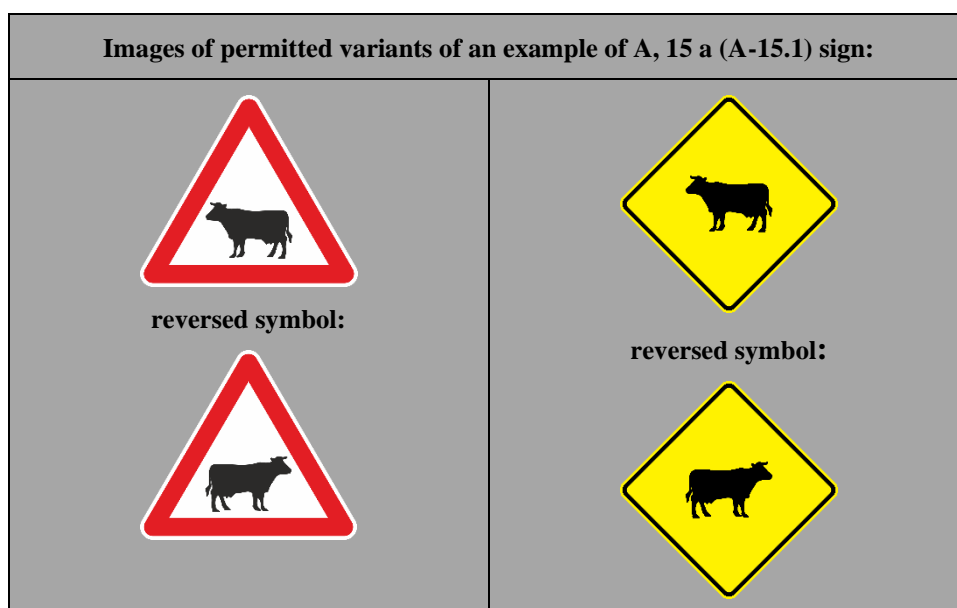 Images of permitted variants of an example of A, 15 a (A-15.1) sign:
reversed symbol:
reversed symbol: